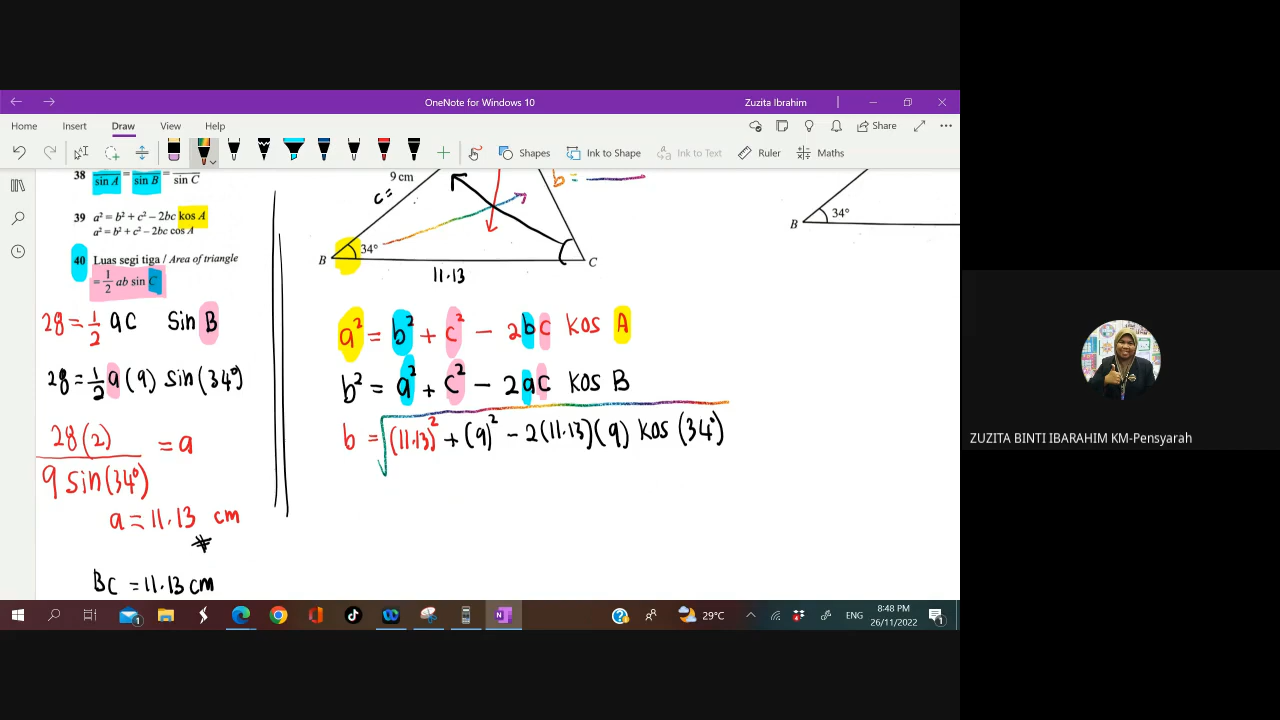 OneNote for Windows 10
Zuzita Ibrahim
Home Insert Draw View Help
Share
Shapes Ink to Shape Ink to Text Ruler Maths
38 sin A = sin B = sin C
39 a² = b² + c² − 2bc kos A
a² = b² + c² − 2bc cos A
40 Luas segi tiga / Area of triangle
= 1/2 ab sin C
28 = 1/2 ac Sin B
28 = 1/2 a (9) sin (34°)
28(2) / 9 sin(34°) = a
a = 11.13 cm
BC = 11.13 cm
9 cm
c =
b =
B 34° C
11.13
a² = b² + c² − 2bc kos A
b² = a² + c² − 2ac kos B
b = √(11.13)² + (9)² − 2(11.13)(9) kos (34°)
B 34°
ZUZITA BINTI IBARAHIM KM-Pensyarah
29°C
ENG
8:48 PM
26/11/2022
1
1